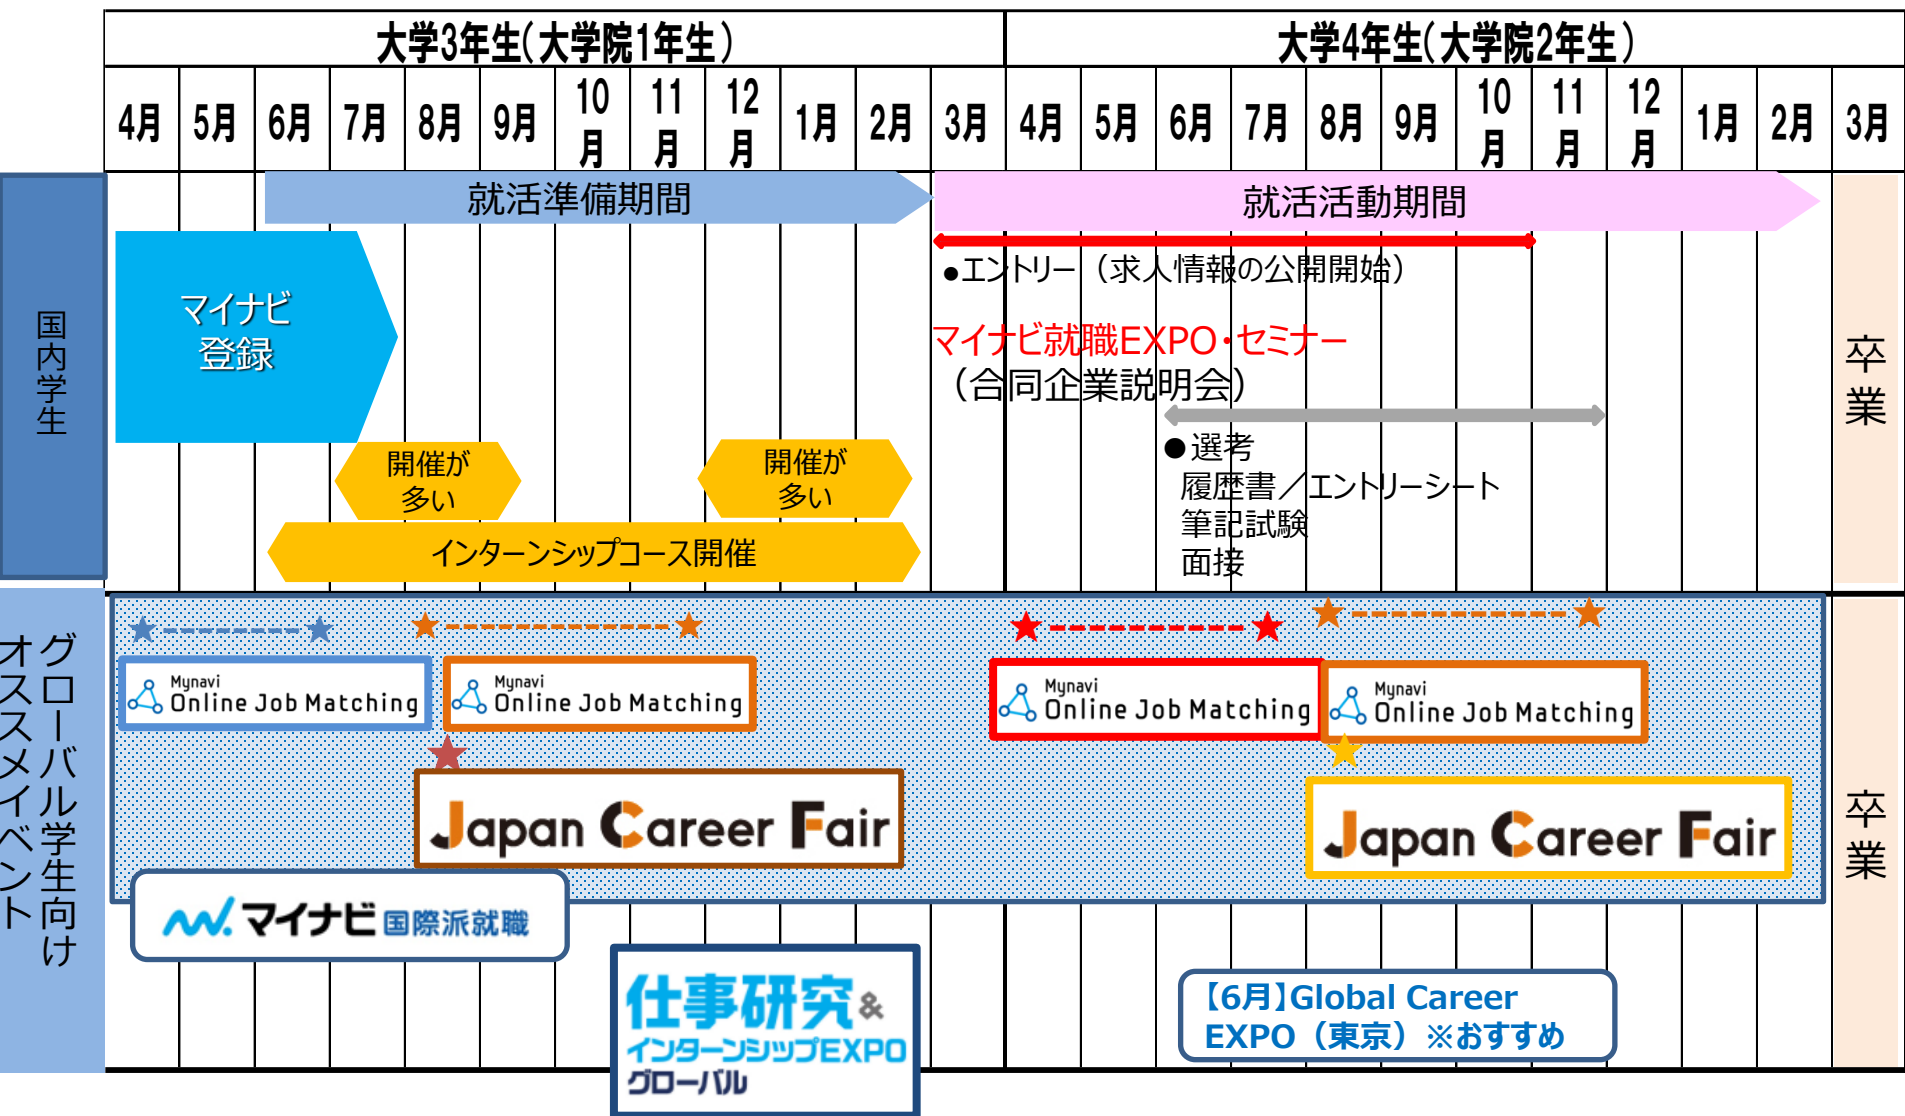 大学3年生(大学院1年生)
大学4年生(大学院2年生)
4月 5月 6月 7月 8月 9月 10月 11月 12月 1月 2月 3月 4月 5月 6月 7月 8月 9月 10月 11月 12月 1月 2月 3月
国内学生
就活準備期間
就活活動期間
マイナビ
登録
●エントリー（求人情報の公開開始）
マイナビ就職EXPO・セミナー
（合同企業説明会）
開催が
多い
開催が
多い
インターンシップコース開催
●選考
履歴書／エントリーシート
筆記試験
面接
卒業
グローバル学生向け
オススメイベント
Mynavi
Online Job Matching
Mynavi
Online Job Matching
Mynavi
Online Job Matching
Mynavi
Online Job Matching
Japan Career Fair
Japan Career Fair
マイナビ国際派就職
仕事研究&
インターンシップEXPO
グローバル
【6月】Global Career
EXPO（東京）※おすすめ
卒業